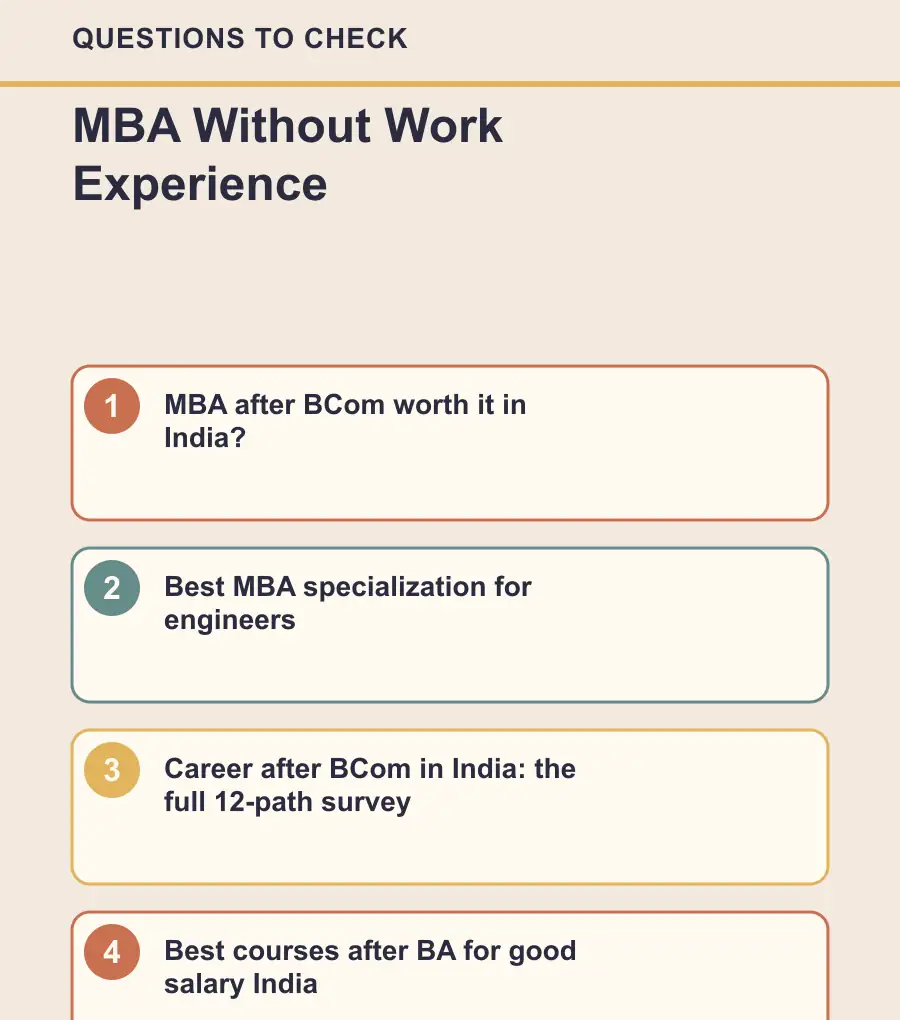 QUESTIONS TO CHECK
MBA Without Work
Experience
1
MBA after BCom worth it in
India?
2
Best MBA specialization for
engineers
3
Career after BCom in India: the
full 12-path survey
4
Best courses after BA for good
salary India